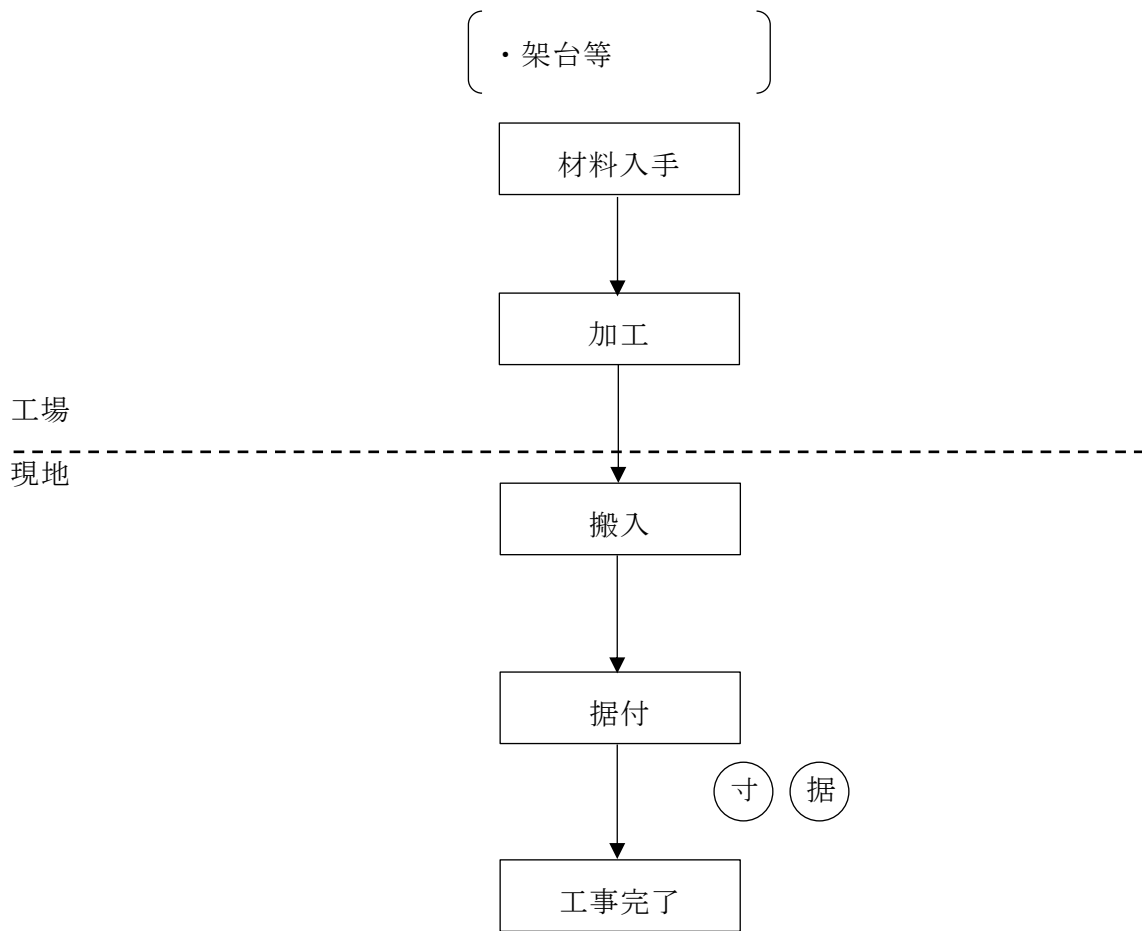 ・架台等
材料入手
加工
工場
現地
搬入
据付
寸 据
工事完了